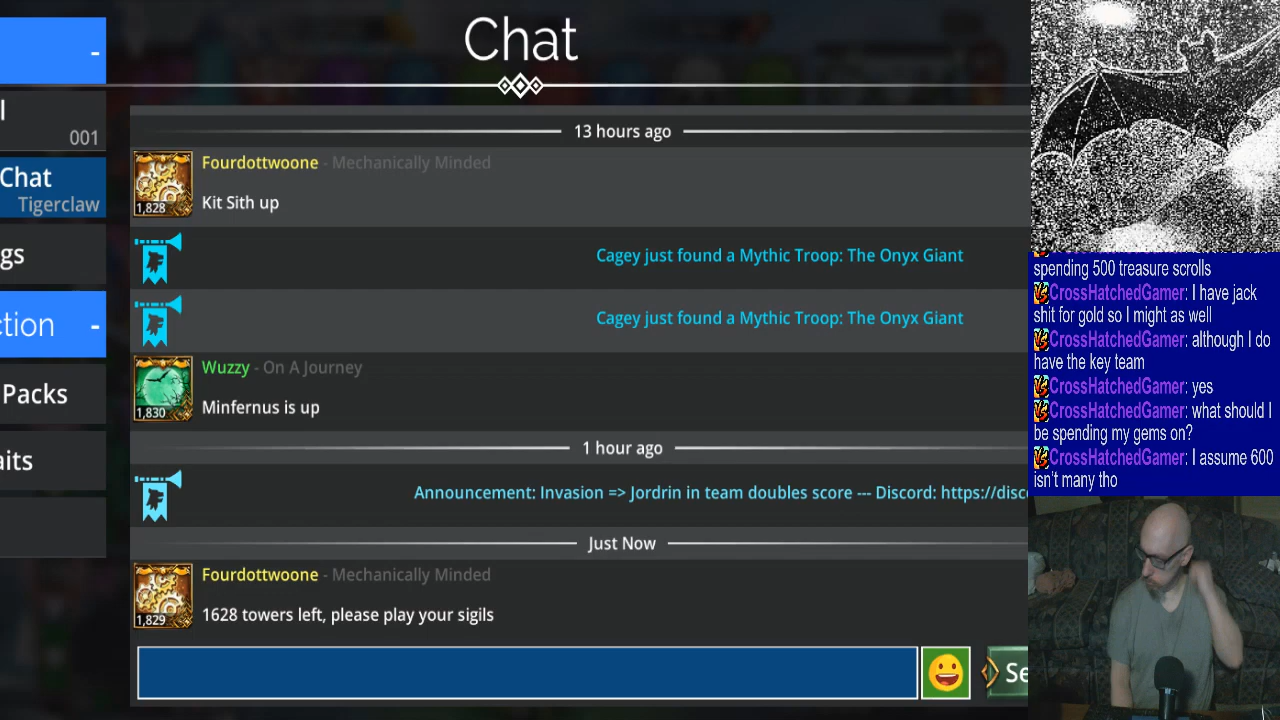 Chat
-
l
001
Chat
Tigerclaw
gs
ction -
Packs
aits
13 hours ago
Fourdottwoone - Mechanically Minded
1,828
Kit Sith up
Cagey just found a Mythic Troop: The Onyx Giant
Cagey just found a Mythic Troop: The Onyx Giant
Wuzzy - On A Journey
1,830
Minfernus is up
1 hour ago
Announcement: Invasion => Jordrin in team doubles score --- Discord: https://disc
Just Now
Fourdottwoone - Mechanically Minded
1,829
1628 towers left, please play your sigils
Se
spending 500 treasure scrolls
CrossHatchedGamer: I have jack
shit for gold so I might as well
CrossHatchedGamer: although I do
have the key team
CrossHatchedGamer: yes
CrossHatchedGamer: what should I
be spending my gems on?
CrossHatchedGamer: I assume 600
isn't many tho